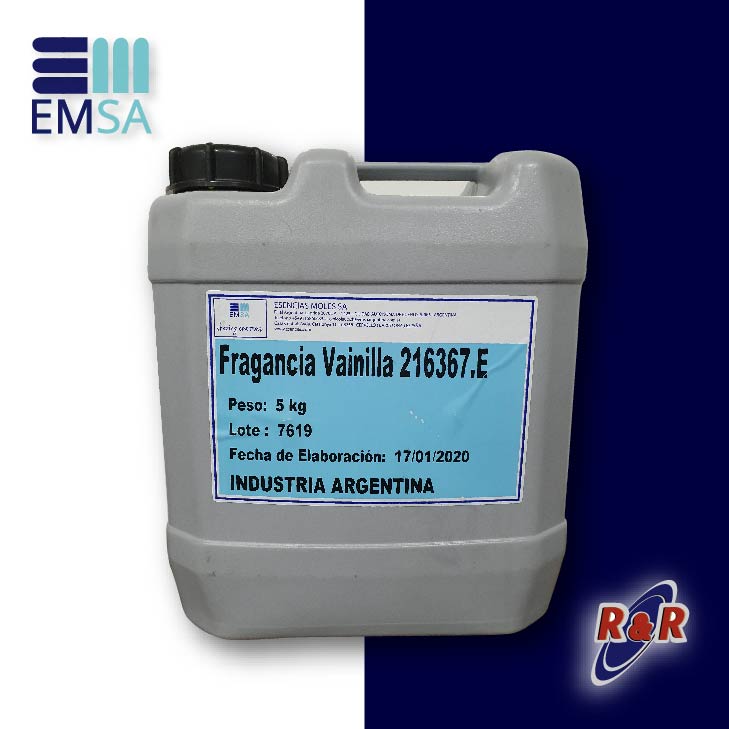 EMSA
EMSA
ESENCIAS MOLES SA
Fragancia Vainilla 216367.E
Peso: 5 kg
Lote : 7619
Fecha de Elaboración: 17/01/2020
INDUSTRIA ARGENTINA
R&R